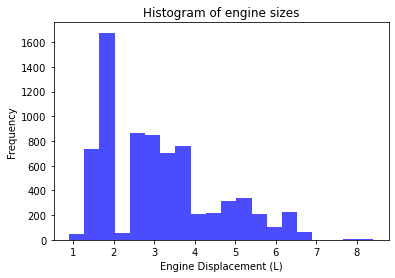 Histogram of engine sizes
Frequency
1600
1400
1200
1000
800
600
400
200
0
1 2 3 4 5 6 7 8
Engine Displacement (L)